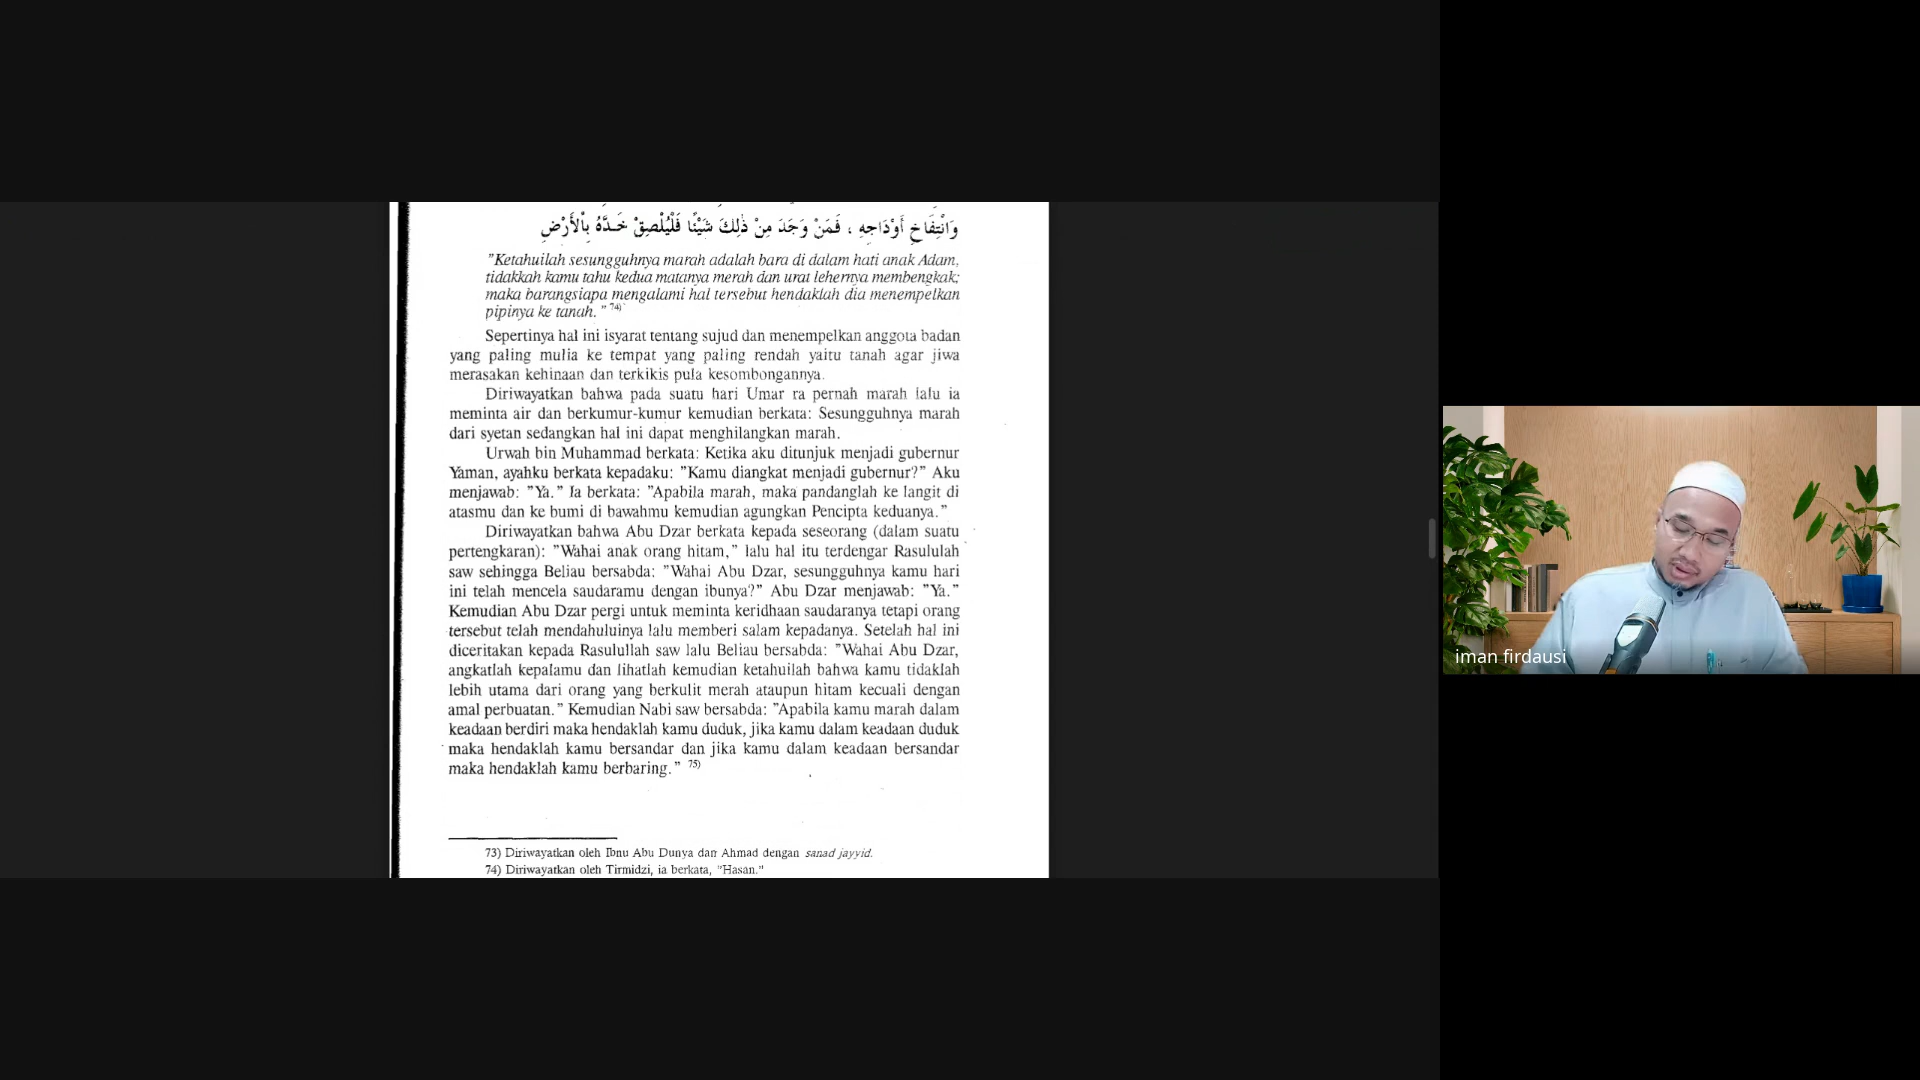 وَانْتِفَاخِ أَوْدَاجِهِ ، فَمَنْ وَجَدَ مِنْ ذٰلِكَ شَيْئًا فَلْيُلْصِقْ خَدَّهُ بِاْلأَرْضِ
"Ketahuilah sesungguhnya marah adalah bara di dalam hati anak Adam,
tidakkah kamu tahu kedua matanya merah dan urat lehernya membengkak;
maka barangsiapa mengalami hal tersebut hendaklah dia menempelkan
pipinya ke tanah." 74)
Sepertinya hal ini isyarat tentang sujud dan menempelkan anggota badan
yang paling mulia ke tempat yang paling rendah yaitu tanah agar jiwa
merasakan kehinaan dan terkikis pula kesombongannya.
Diriwayatkan bahwa pada suatu hari Umar ra pernah marah lalu ia
meminta air dan berkumur-kumur kemudian berkata: Sesungguhnya marah
dari syetan sedangkan hal ini dapat menghilangkan marah.
Urwah bin Muhammad berkata: Ketika aku ditunjuk menjadi gubernur
Yaman, ayahku berkata kepadaku: "Kamu diangkat menjadi gubernur?" Aku
menjawab: "Ya." Ia berkata: "Apabila marah, maka pandanglah ke langit di
atasmu dan ke bumi di bawahmu kemudian agungkan Pencipta keduanya."
Diriwayatkan bahwa Abu Dzar berkata kepada seseorang (dalam suatu
pertengkaran): "Wahai anak orang hitam," lalu hal itu terdengar Rasululah
saw sehingga Beliau bersabda: "Wahai Abu Dzar, sesungguhnya kamu hari
ini telah mencela saudaramu dengan ibunya?" Abu Dzar menjawab: "Ya."
Kemudian Abu Dzar pergi untuk meminta keridhaan saudaranya tetapi orang
tersebut telah mendahuluinya lalu memberi salam kepadanya. Setelah hal ini
diceritakan kepada Rasulullah saw lalu Beliau bersabda: "Wahai Abu Dzar,
angkatlah kepalamu dan lihatlah kemudian ketahuilah bahwa kamu tidaklah
lebih utama dari orang yang berkulit merah ataupun hitam kecuali dengan
amal perbuatan." Kemudian Nabi saw bersabda: "Apabila kamu marah dalam
keadaan berdiri maka hendaklah kamu duduk, jika kamu dalam keadaan duduk
maka hendaklah kamu bersandar dan jika kamu dalam keadaan bersandar
maka hendaklah kamu berbaring." 75)
73) Diriwayatkan oleh Ibnu Abu Dunya dan Ahmad dengan sanad jayyid.
74) Diriwayatkan oleh Tirmidzi, ia berkata, "Hasan."
iman firdausi